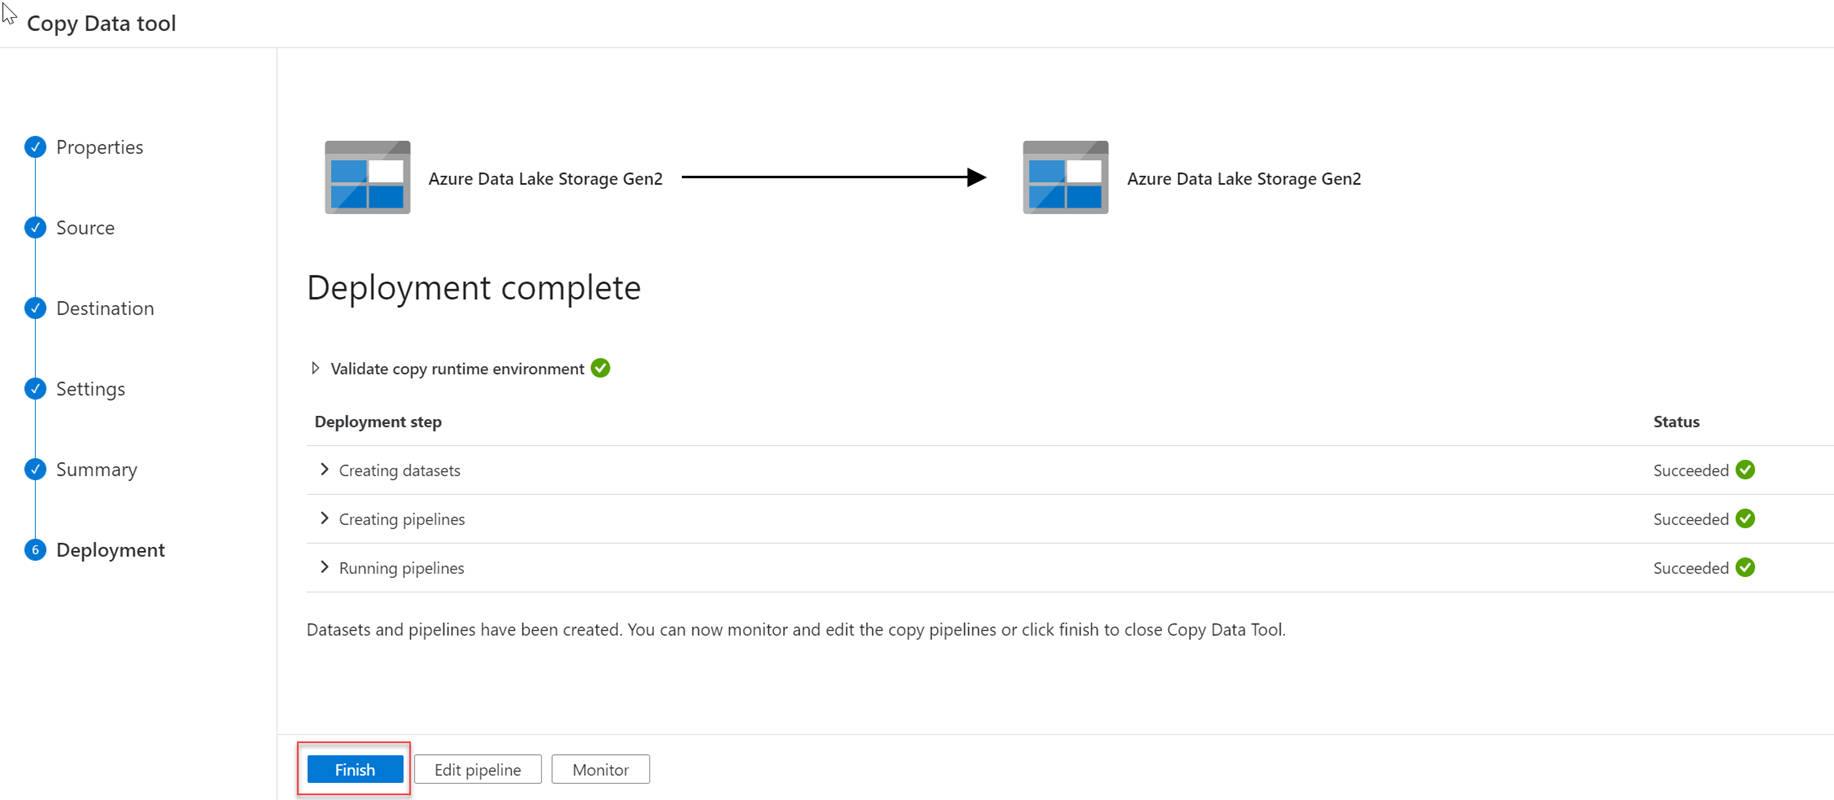 Copy Data tool
Properties
Source
Destination
Settings
Summary
6 Deployment
Azure Data Lake Storage Gen2
Azure Data Lake Storage Gen2
Deployment complete
Validate copy runtime environment
Deployment step Status
Creating datasets Succeeded
Creating pipelines Succeeded
Running pipelines Succeeded
Datasets and pipelines have been created. You can now monitor and edit the copy pipelines or click finish to close Copy Data Tool.
Finish Edit pipeline Monitor